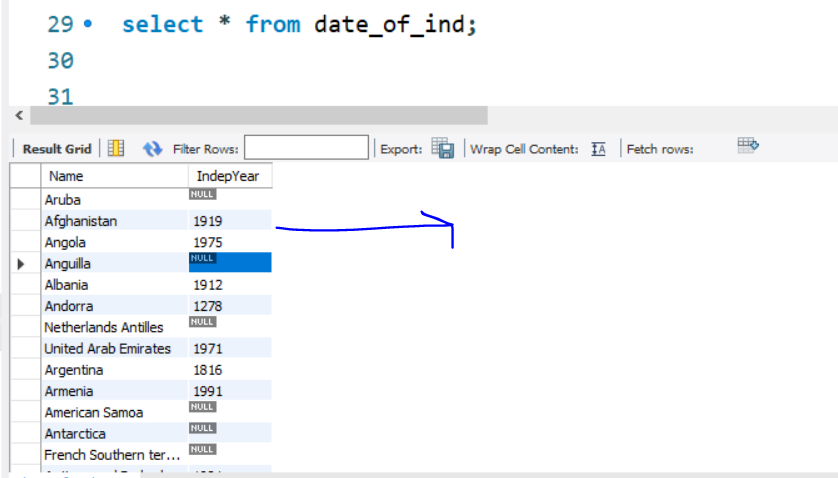 29 select * from date_of_ind;
30
31
Result Grid Filter Rows: Export: Wrap Cell Content: IA Fetch rows:
Name IndepYear
Aruba NULL
Afghanistan 1919
Angola 1975
Anguilla NULL
Albania 1912
Andorra 1278
Netherlands Antilles NULL
United Arab Emirates 1971
Argentina 1816
Armenia 1991
American Samoa NULL
Antarctica NULL
French Southern ter... NULL